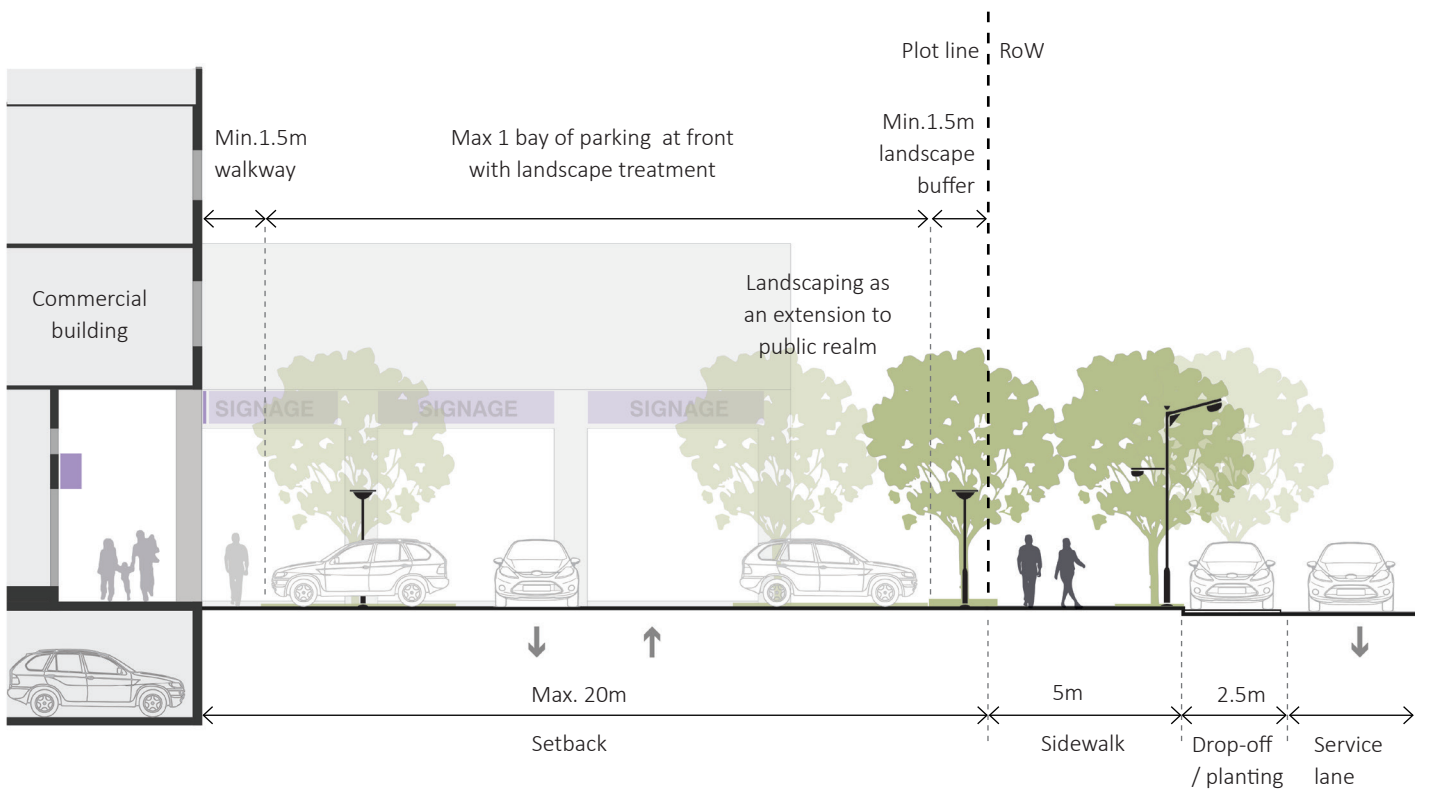 Plot line RoW
Min.1.5m
walkway
Max 1 bay of parking at front
with landscape treatment
Min.1.5m
landscape
buffer
Commercial
building
Landscaping as
an extension to
public realm
SIGNAGE SIGNAGE SIGNAGE
Max. 20m
5m
2.5m
Setback
Sidewalk
Drop-off
/ planting
Service
lane